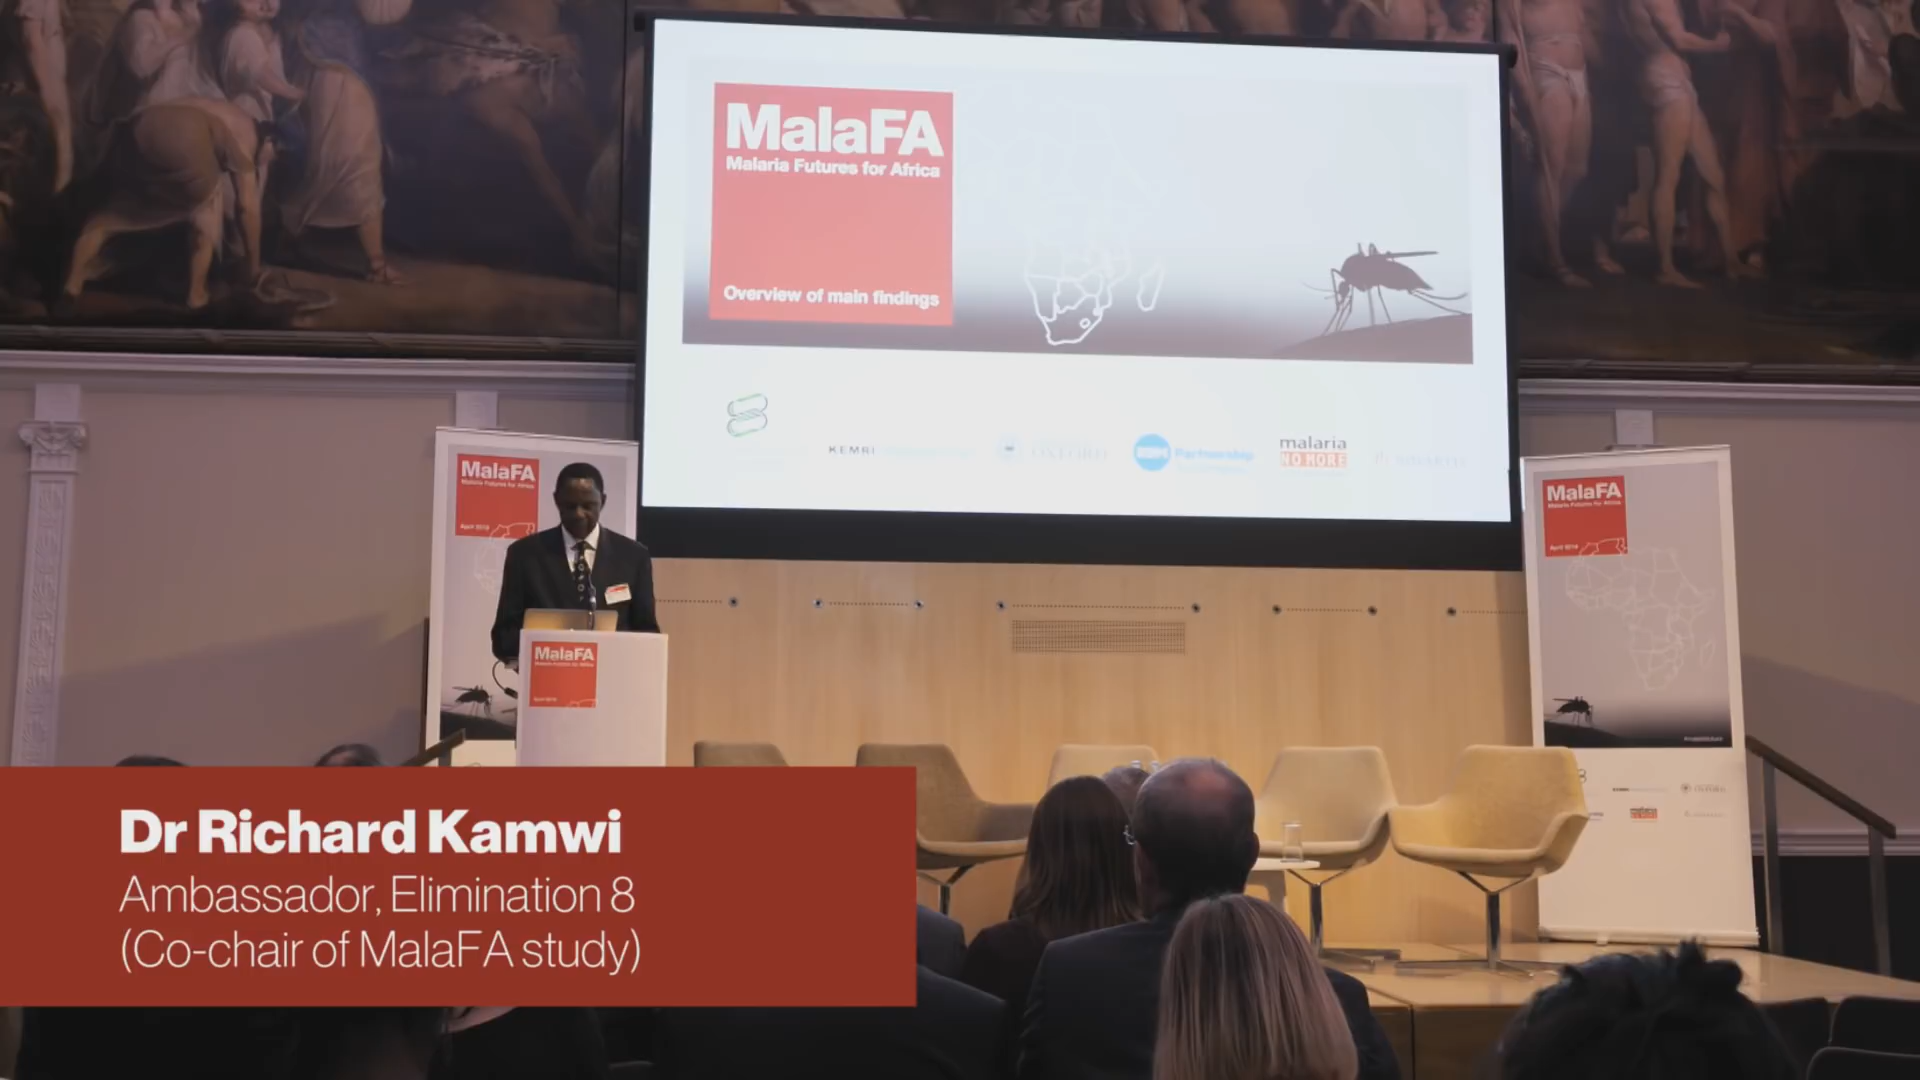 MalaFA
Malaria Futures for Africa
Overview of main findings
KEMRI
OXFORD
Partnership
malaria
NO MORE
MalaFA
Malaria Futures for Africa
MalaFA
Malaria Futures for Africa
MalaFA
Malaria Futures for Africa
Dr Richard Kamwi
Ambassador, Elimination 8
(Co-chair of MalaFA study)